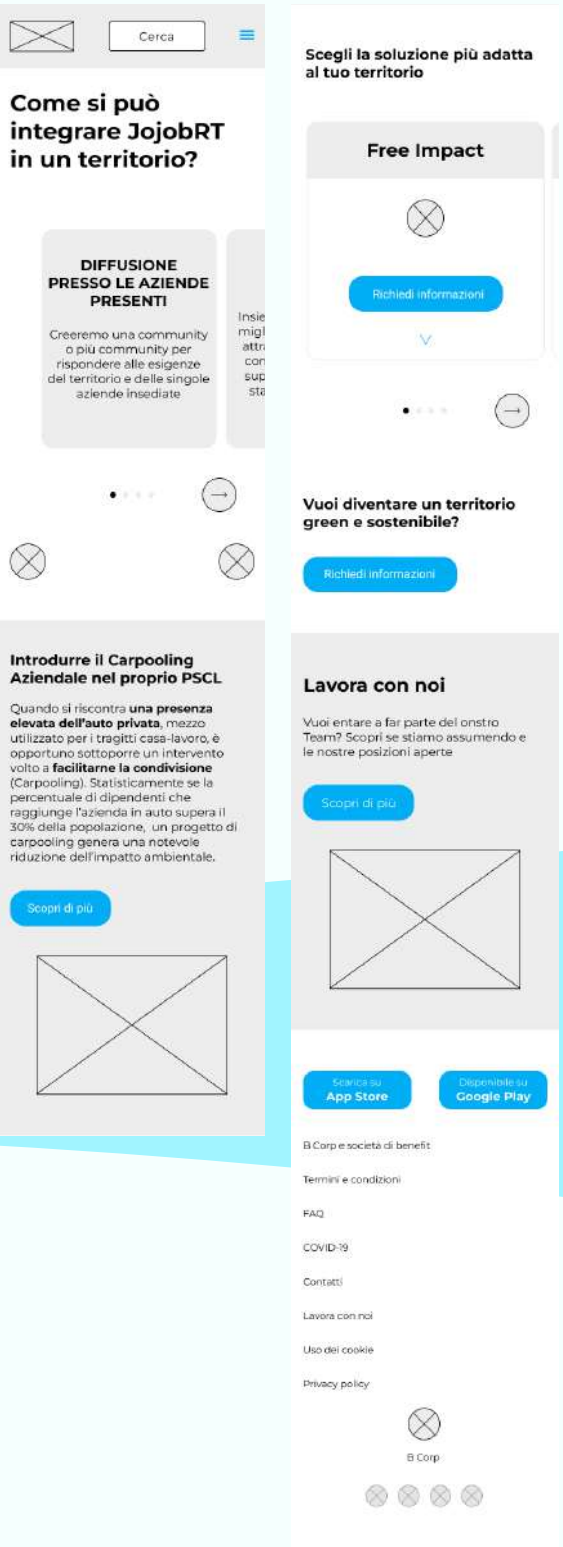 Cerca
Come si può
integrare JojobRT
in un territorio?
DIFFUSIONE
PRESSO LE AZIENDE
PRESENTI
Creeremo una community
o più community per
rispondere alle esigenze
del territorio e delle singole
aziende insediate
Introdurre il Carpooling
Aziendale nel proprio PSCL
Quando si riscontra una presenza
elevata dell'auto privata, mezzo
utilizzato per i tragitti casa-lavoro, è
opportuno sottoporre un intervento
volto a facilitarne la condivisione
(Carpooling). Statisticamente se la
percentuale di dipendenti che
raggiunge l'azienda in auto supera il
30% della popolazione, un progetto di
carpooling genera una notevole
riduzione dell'impatto ambientale.
Scopri di più
Scegli la soluzione più adatta
al tuo territorio
Free Impact
Richiedi informazioni
Vuoi diventare un territorio
green e sostenibile?
Richiedi informazioni
Lavora con noi
Vuoi entare a far parte del onstro
Team? Scopri se stiamo assumendo e
le nostre posizioni aperte
Scopri di più
Scarica su
App Store
Disponibile su
Google Play
B Corp e società di benefit
Termini e condizioni
FAQ
COVID-19
Contatti
Lavora con noi
Uso dei cookie
Privacy policy
B Corp